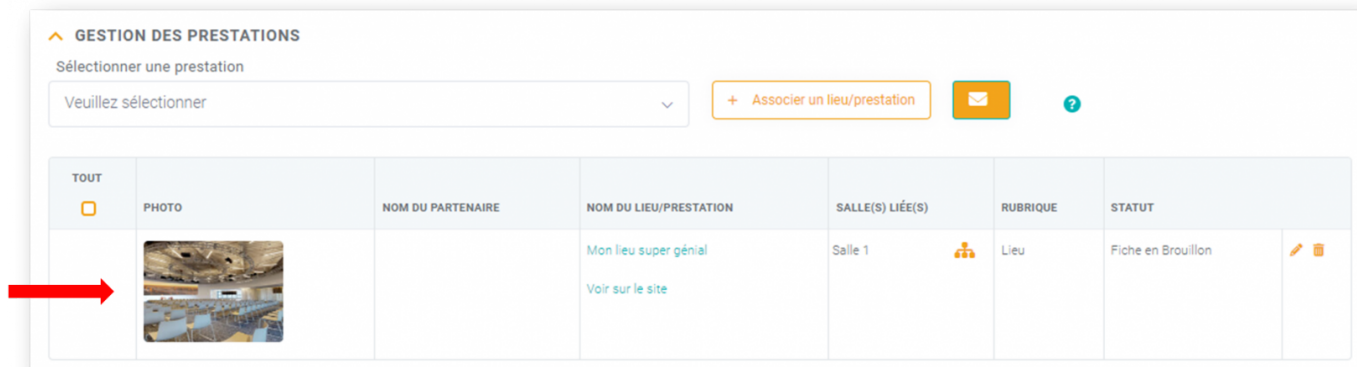 GESTION DES PRESTATIONS
Sélectionner une prestation
Veuillez sélectionner
+ Associer un lieu/prestation
?
TOUT
PHOTO
NOM DU PARTENAIRE
NOM DU LIEU/PRESTATION
SALLE(S) LIÉE(S)
RUBRIQUE
STATUT
Mon lieu super génial
Salle 1
Lieu
Fiche en Brouillon
Voir sur le site